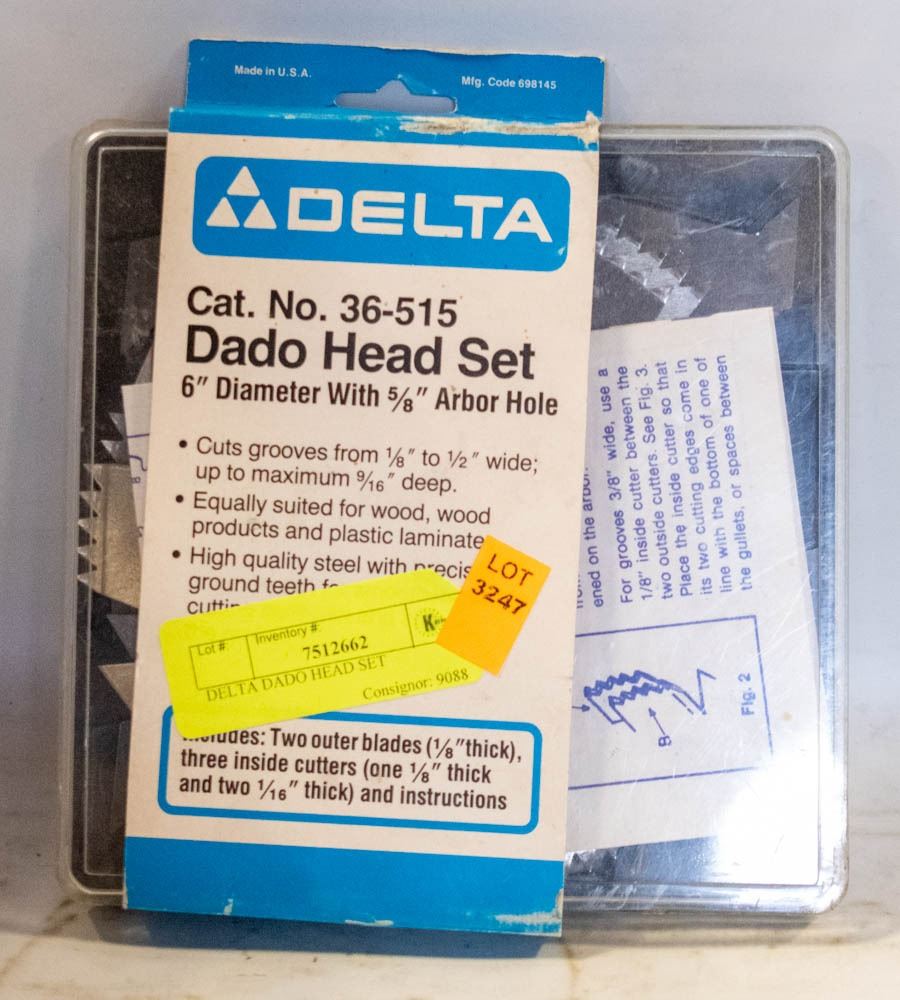 Made in U.S.A.
Mfg. Code 698145
DELTA
Cat. No. 36-515
Dado Head Set
6″ Diameter With 5/8″ Arbor Hole
• Cuts grooves from 1/8″ to 1/2″ wide;
up to maximum 9/16″ deep.
• Equally suited for wood, wood
products and plastic laminate
• High quality steel with precis
ground teeth
LOT
3247
Lot #:
Inventory #:
7512662
DELTA DADO HEAD SET
Consignor: 9088
Includes: Two outer blades (1/8″thick),
three inside cutters (one 1/8″ thick
and two 1/16″ thick) and instructions
ened on the arbor.
For grooves 3/8" wide, use a
1/8" inside cutter between the
two outside cutters. See Fig. 3.
Place the inside cutter so that
its two cutting edges come in
line with the bottom of one of
the gullets, or spaces between
B
Fig. 2